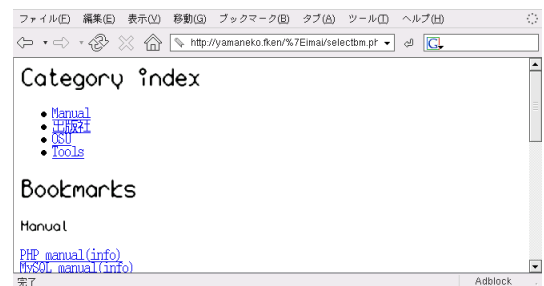 ファイル(F) 編集(E) 表示(V) 移動(G) ブックマーク(B) タブ(A) ツール(T) ヘルプ(H)
http://yamaneko.fken/%7Eimai/selectbm.ph
Category index
Manual
出版社
OSU
Tools
Bookmarks
Manual
PHP manual(info)
MySQL manual(info)
完了 Adblock